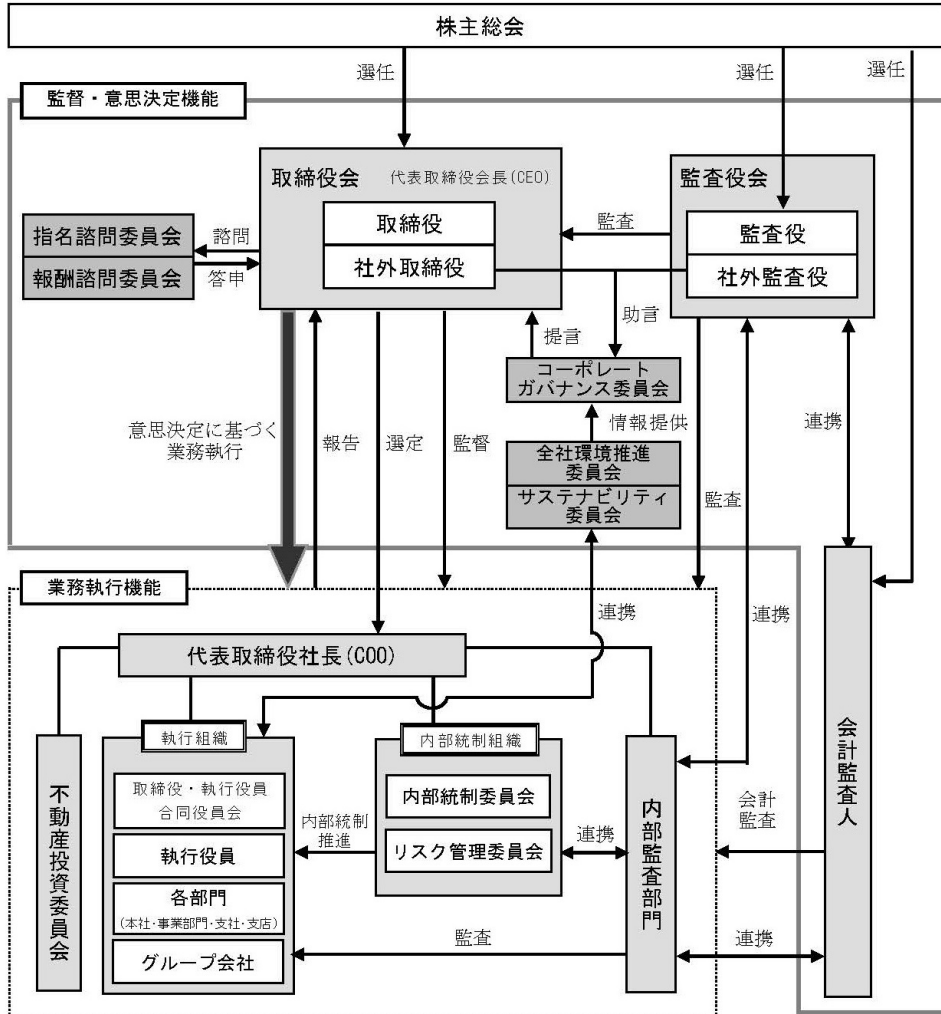 株主総会
選任
選任
選任
監督・意思決定機能
取締役会
代表取締役会長(CEO)
取締役
社外取締役
監査役会
監査役
社外監査役
監査
指名諮問委員会
報酬諮問委員会
諮問
答申
提言
助言
コーポレート
ガバナンス委員会
情報提供
全社環境推進
委員会
サステナビリティ
委員会
意思決定に基づく
業務執行
報告
選定
監督
監査
連携
連携
連携
業務執行機能
代表取締役社長(COO)
不動産投資委員会
執行組織
取締役・執行役員
合同役員会
執行役員
各部門
(本社・事業部門・支社・支店)
グループ会社
内部統制
推進
内部統制組織
内部統制委員会
リスク管理委員会
連携
監査
内部監査部門
会計
監査
連携
会計監査人